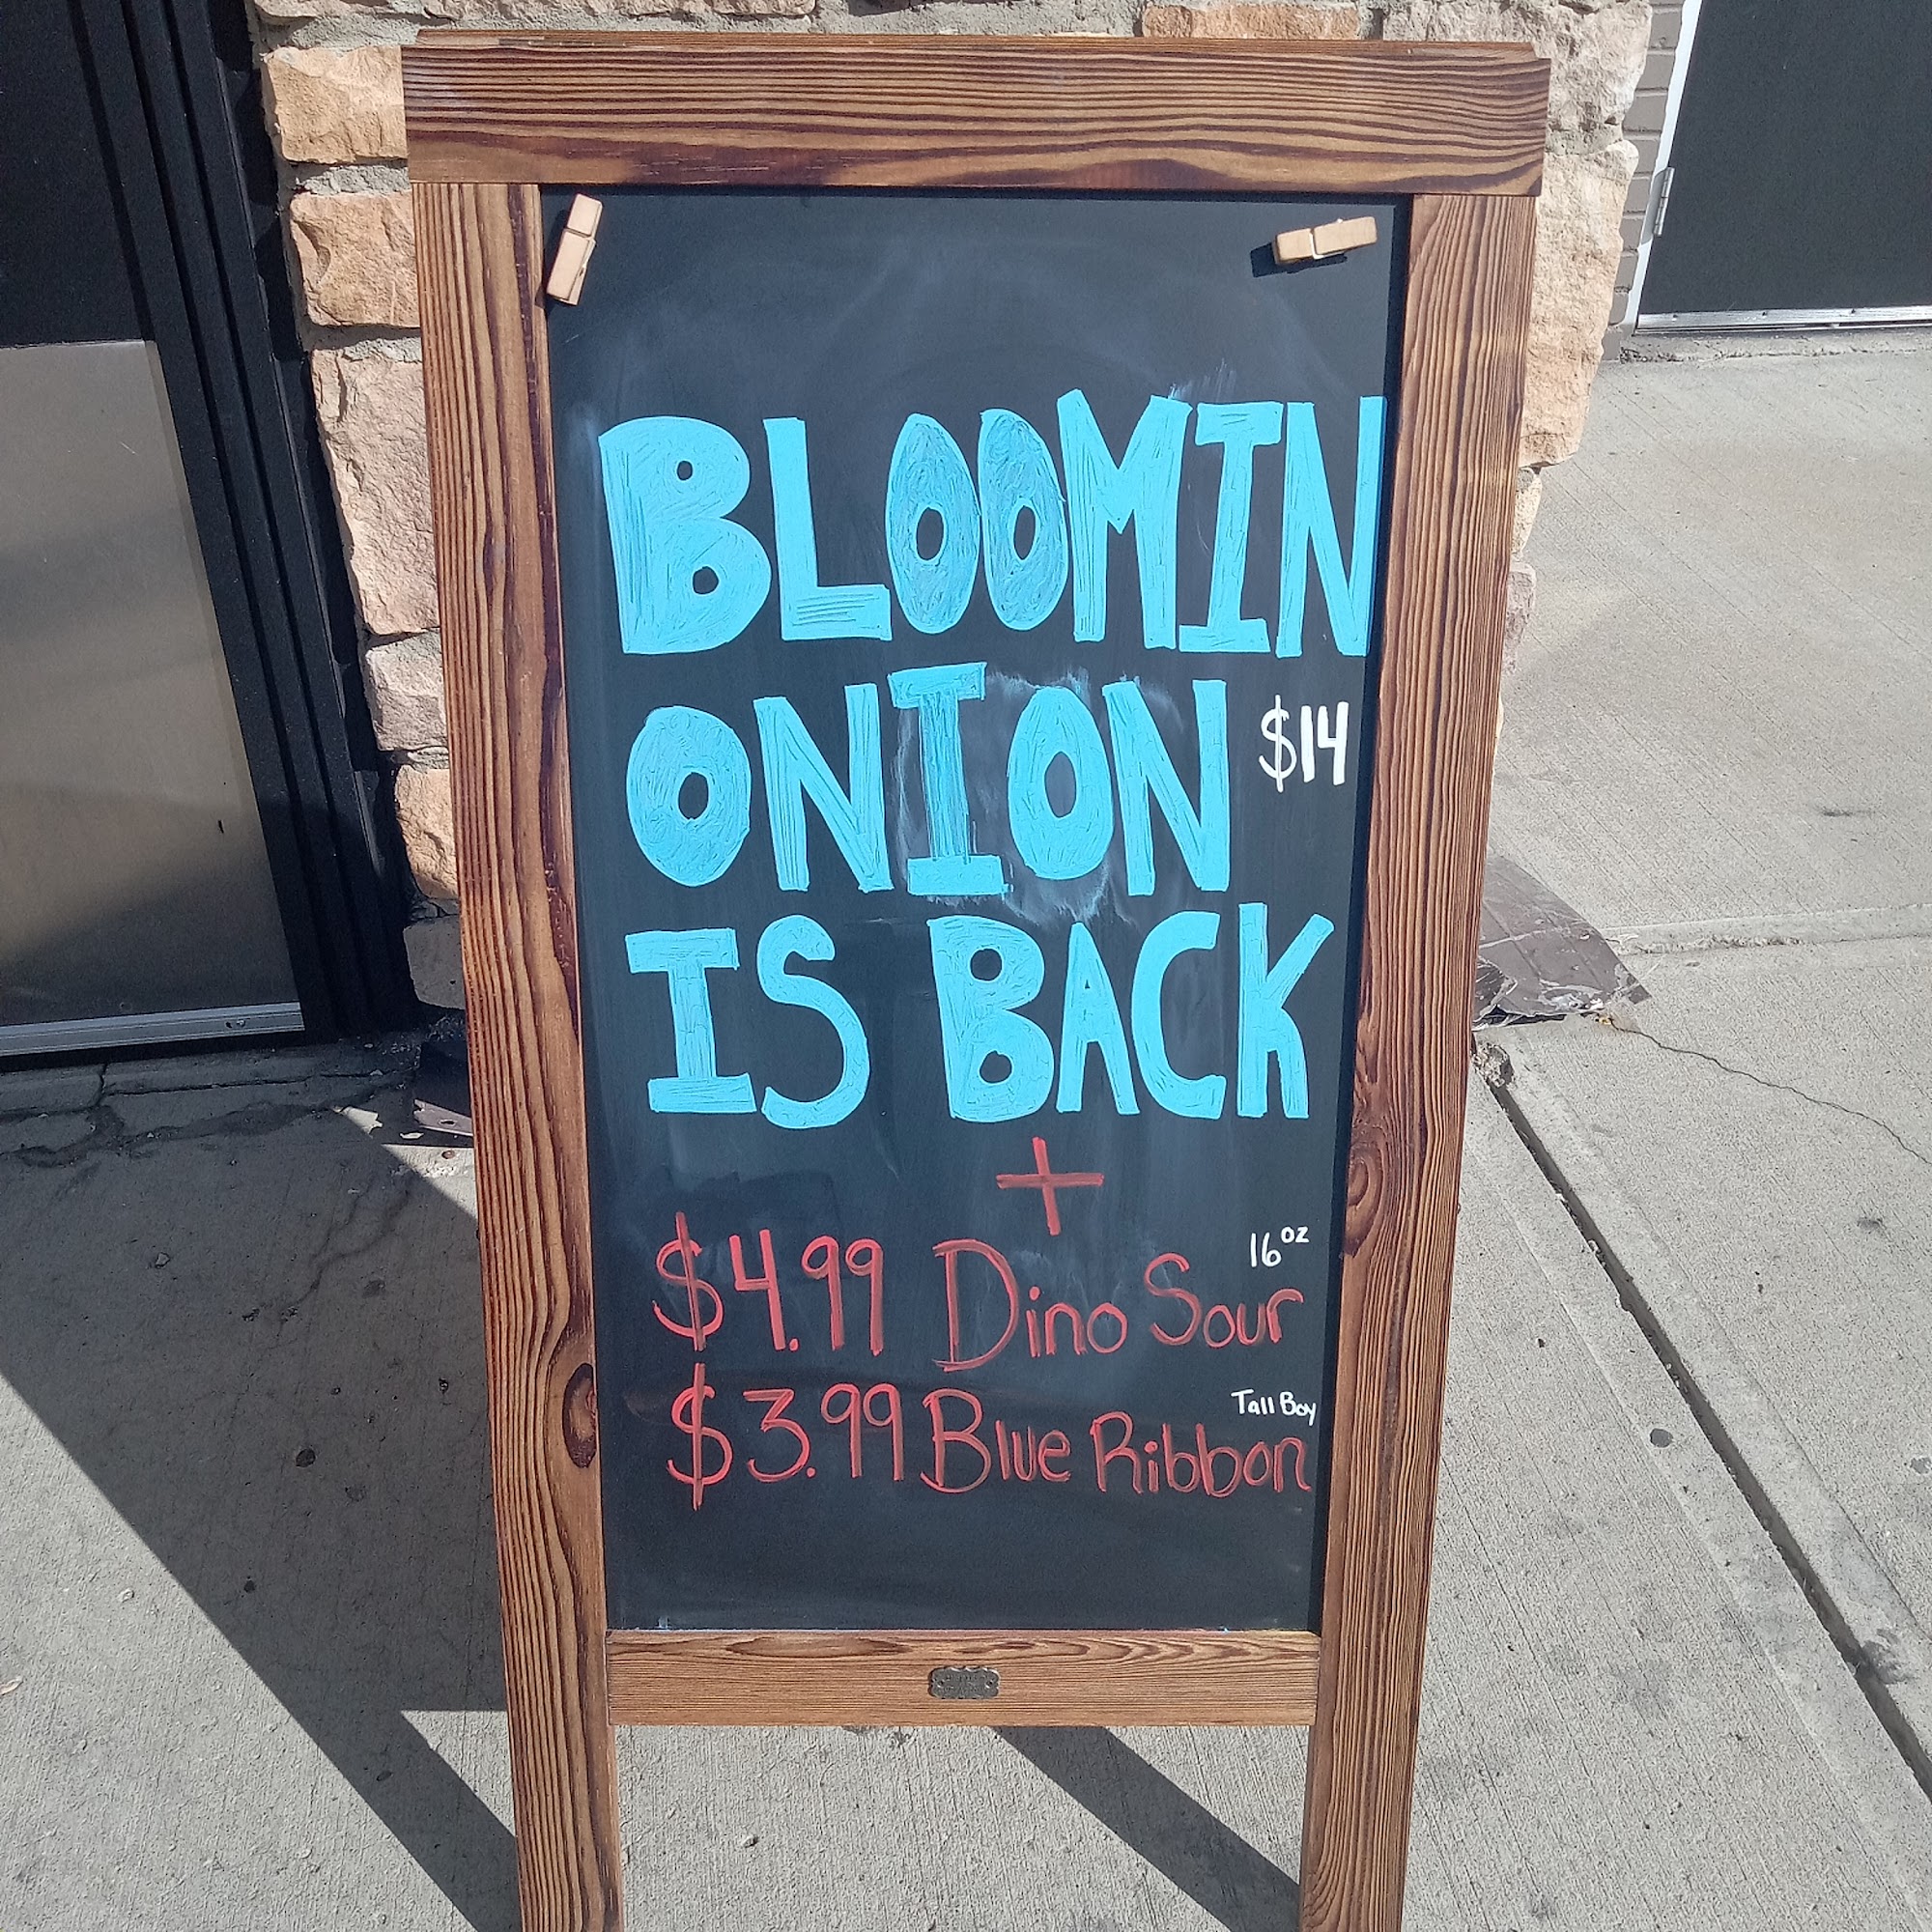 BLOOMIN
ONION $14
IS BACK
+
16oz
$4.99 Dino Sour
Tall Boy
$3.99 Blue Ribbon